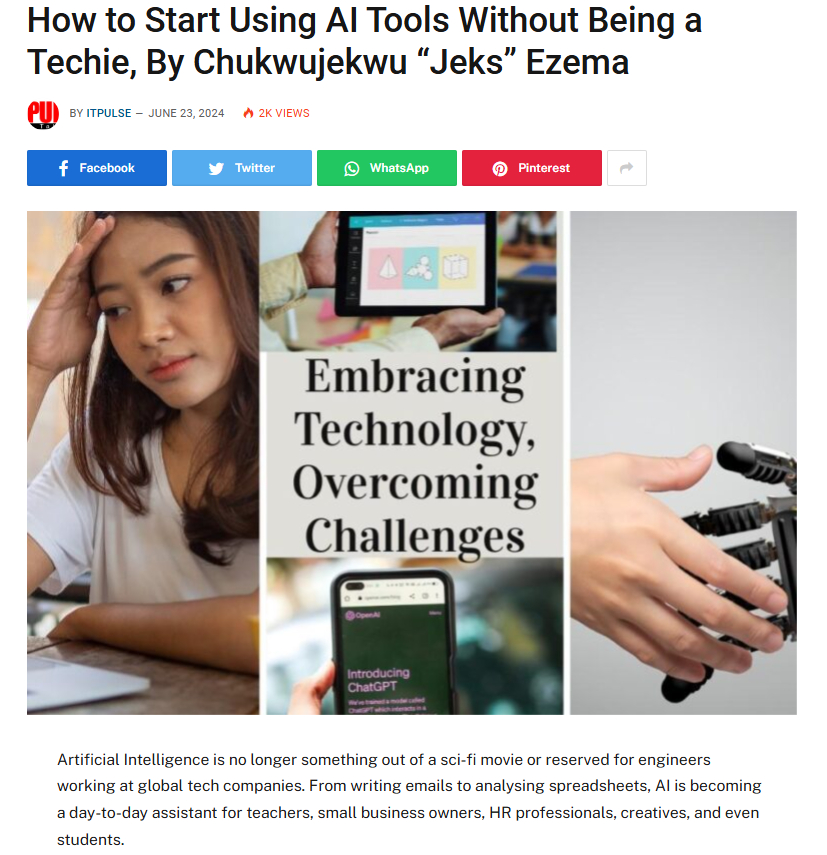 How to Start Using AI Tools Without Being a
Techie, By Chukwujekwu “Jeks” Ezema
PU
BY ITPULSE — JUNE 23, 2024 2K VIEWS
Facebook
Twitter
WhatsApp
Pinterest
Embracing
Technology,
Overcoming
Challenges
OpenAI
Menu
Introducing
ChatGPT
We've trained a model called
ChatGPT which interacts in a
Artificial Intelligence is no longer something out of a sci-fi movie or reserved for engineers
working at global tech companies. From writing emails to analysing spreadsheets, AI is becoming
a day-to-day assistant for teachers, small business owners, HR professionals, creatives, and even
students.